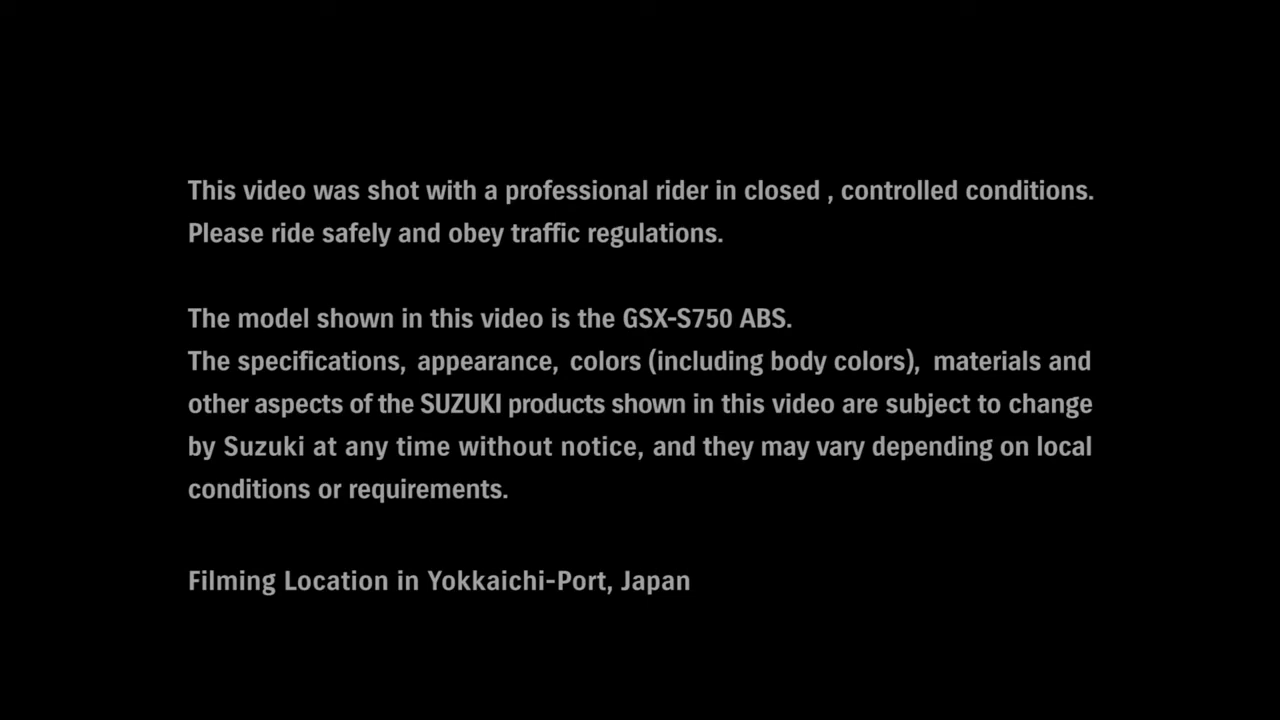 This video was shot with a professional rider in closed , controlled conditions.
Please ride safely and obey traffic regulations.
The model shown in this video is the GSX-S750 ABS.
The specifications, appearance, colors (including body colors), materials and
other aspects of the SUZUKI products shown in this video are subject to change
by Suzuki at any time without notice, and they may vary depending on local
conditions or requirements.
Filming Location in Yokkaichi-Port, Japan